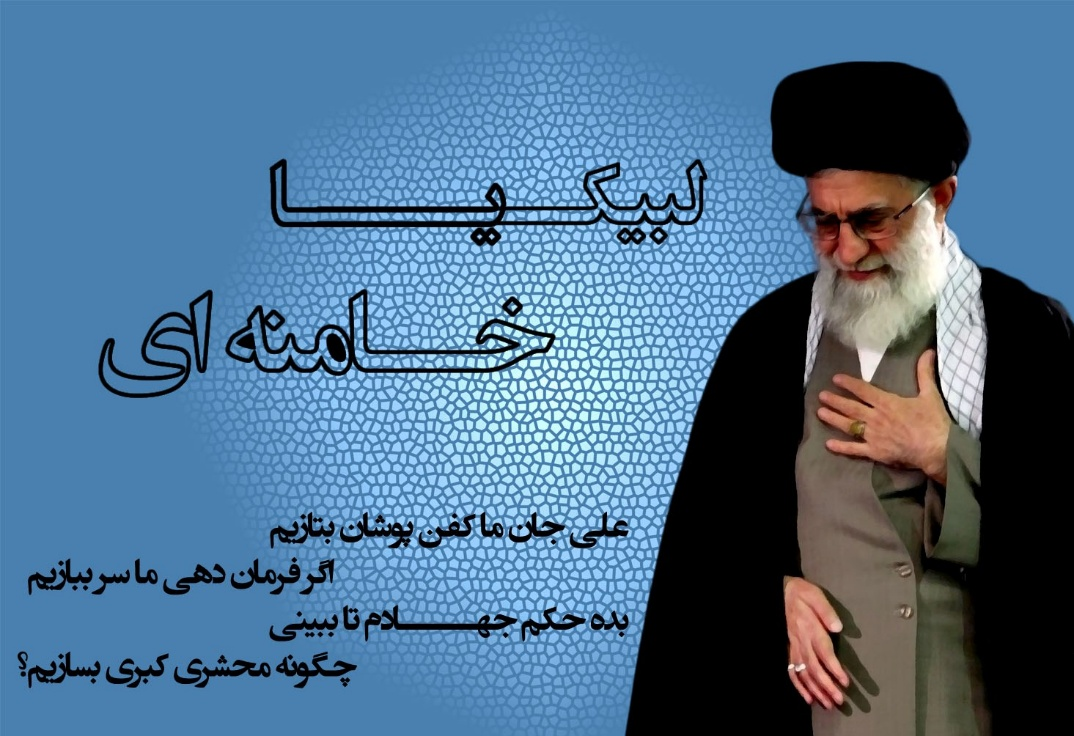 لبیک یا
خامنه ای
علی جان ما کفن پوشان بتازیم
اگر فرمان دهی ما سر ببازیم
بده حکم جهادم تا ببینی
چگونه محشری کبری بسازیم؟